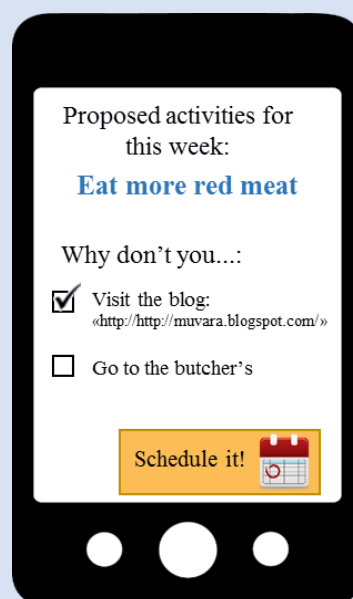 Proposed activities for
this week:
Eat more red meat
Why don’t you...:
Visit the blog:
«http://http://muvara.blogspot.com/»
Go to the butcher’s
Schedule it!